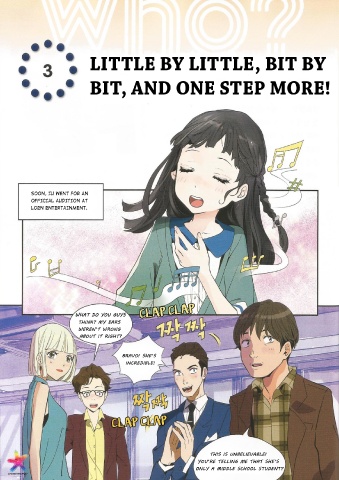 who?
3
LITTLE BY LITTLE, BIT BY
BIT, AND ONE STEP MORE!
SOON, IU WENT FOR AN
OFFICIAL AUDITION AT
LOEN ENTERTAINMENT.
WHAT DO YOU
GUYS
THINK? MY EARS
WEREN'T WRONG
ABOUT IT RIGHT?
CLAP CLAP
짝 짝
BRAVO! SHE'S
INCREDIBLE!
짝 짝
CLAP CLAP
THIS IS UNBELIEVABLE!
YOU'RE TELLING ME THAT SHE'S
ONLY A MIDDLE SCHOOL STUDENT?